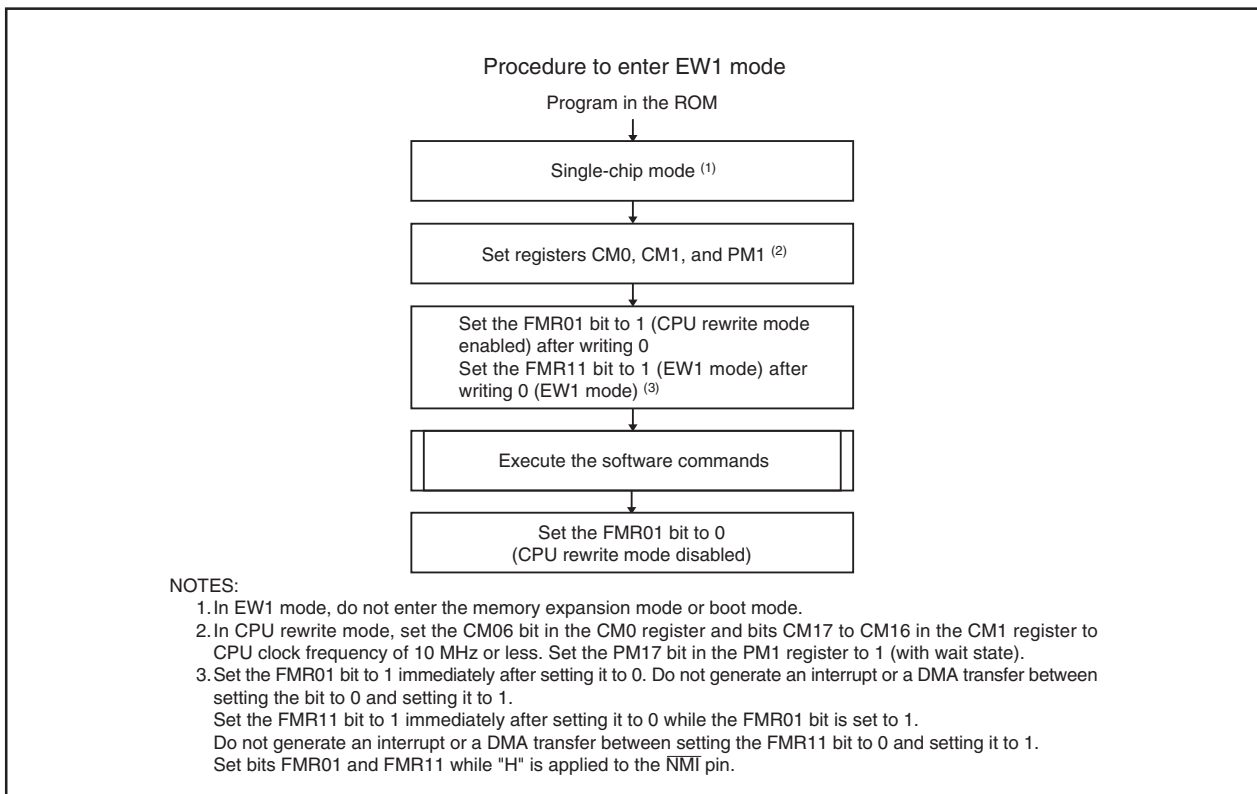 Procedure to enter EW1 mode
Program in the ROM
Single-chip mode (1)
Set registers CM0, CM1, and PM1 (2)
Set the FMR01 bit to 1 (CPU rewrite mode
enabled) after writing 0
Set the FMR11 bit to 1 (EW1 mode) after
writing 0 (EW1 mode) (3)
Execute the software commands
Set the FMR01 bit to 0
(CPU rewrite mode disabled)
NOTES:
1. In EW1 mode, do not enter the memory expansion mode or boot mode.
2. In CPU rewrite mode, set the CM06 bit in the CM0 register and bits CM17 to CM16 in the CM1 register to
CPU clock frequency of 10 MHz or less. Set the PM17 bit in the PM1 register to 1 (with wait state).
3. Set the FMR01 bit to 1 immediately after setting it to 0. Do not generate an interrupt or a DMA transfer between
setting the bit to 0 and setting it to 1.
Set the FMR11 bit to 1 immediately after setting it to 0 while the FMR01 bit is set to 1.
Do not generate an interrupt or a DMA transfer between setting the FMR11 bit to 0 and setting it to 1.
Set bits FMR01 and FMR11 while "H" is applied to the N̅M̅I̅ pin.